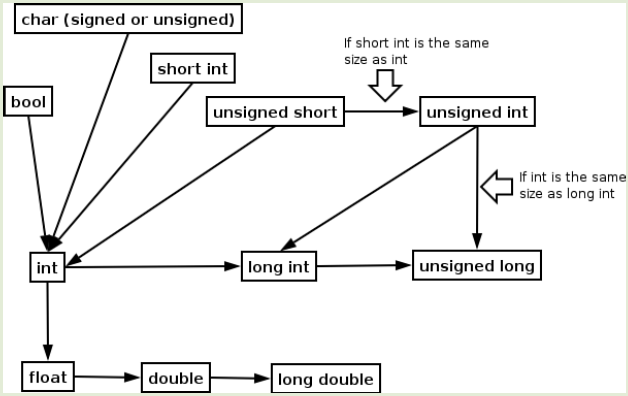 char (signed or unsigned)
If short int is the same
size as int
short int
bool
unsigned short
unsigned int
If int is the same
size as long int
int
long int
unsigned long
float
double
long double